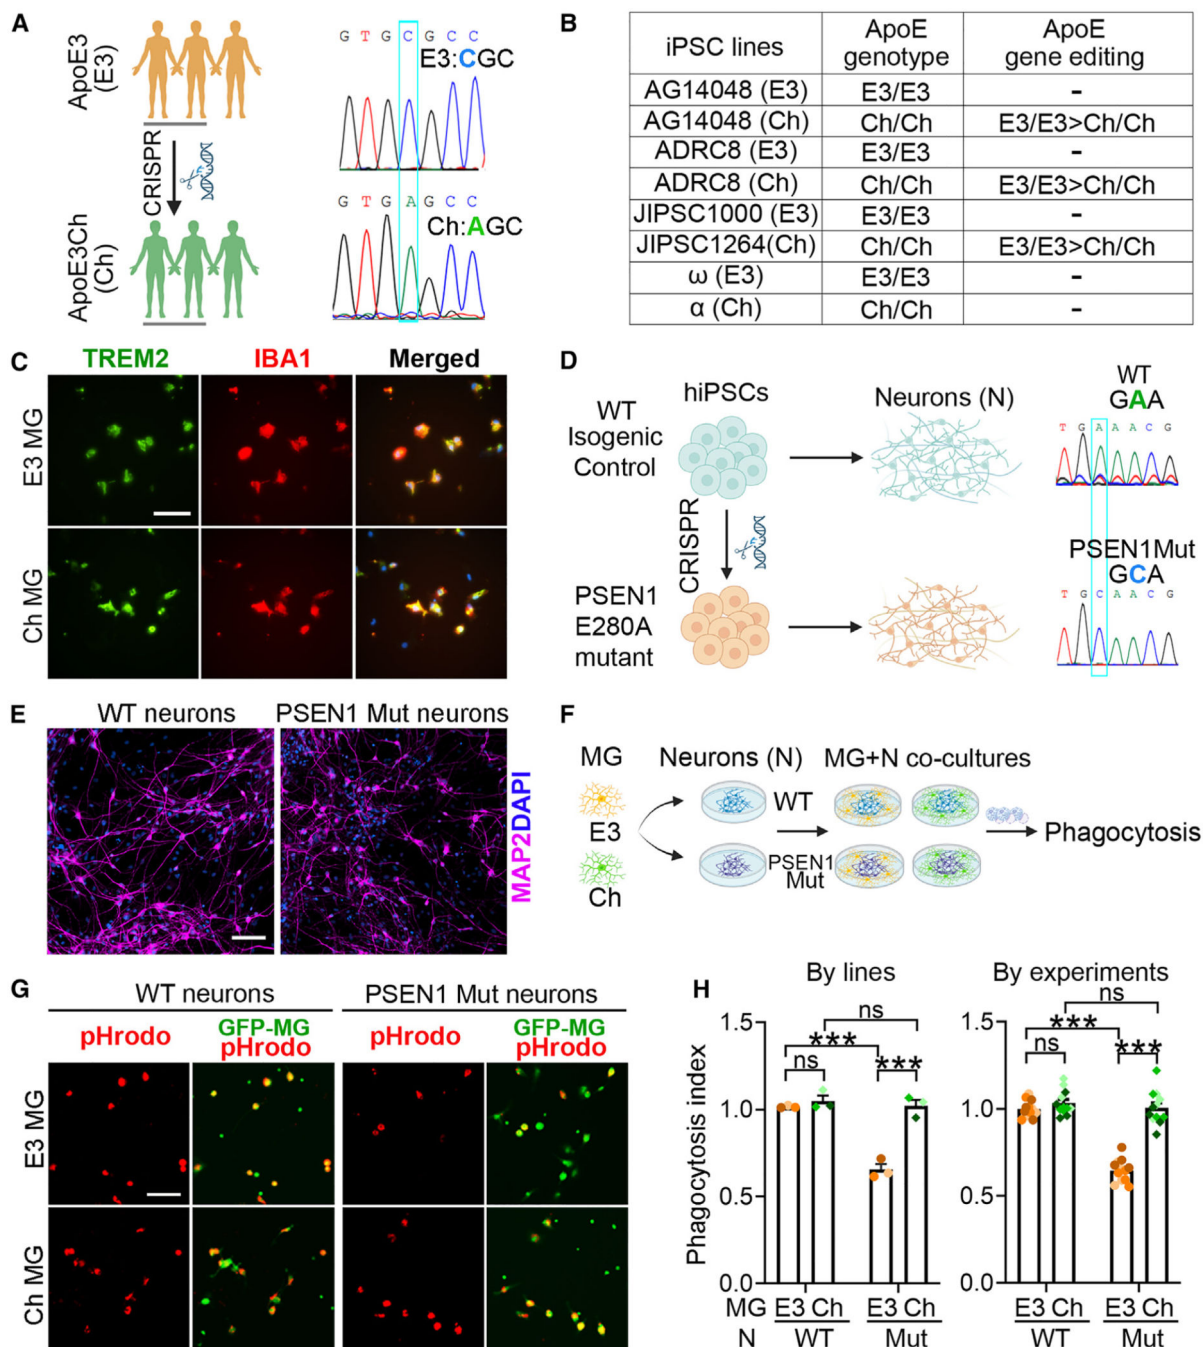 A
ApoE3
(E3)
CRISPR
ApoE3Ch
(Ch)
G T G C G C C
E3:CGC
G T G A G C C
Ch:AGC
B
iPSC lines
ApoE
genotype
ApoE
gene editing
AG14048 (E3)
E3/E3
-
AG14048 (Ch)
Ch/Ch
E3/E3>Ch/Ch
ADRC8 (E3)
E3/E3
-
ADRC8 (Ch)
Ch/Ch
E3/E3>Ch/Ch
JIPSC1000 (E3)
E3/E3
-
JIPSC1264(Ch)
Ch/Ch
E3/E3>Ch/Ch
ω (E3)
E3/E3
-
α (Ch)
Ch/Ch
-
C
TREM2
IBA1
Merged
E3 MG
Ch MG
D
WT
Isogenic
Control
hiPSCs
Neurons (N)
WT
GAA
T G A A A C G
CRISPR
PSEN1
E280A
mutant
PSEN1Mut
GCA
T G C A A C G
E
WT neurons
PSEN1 Mut neurons
MAP2DAPI
F
MG
Neurons (N)
MG+N co-cultures
E3
WT
Ch
PSEN1
Mut
Phagocytosis
G
WT neurons
PSEN1 Mut neurons
pHrodo
GFP-MG
pHrodo
pHrodo
GFP-MG
pHrodo
E3 MG
Ch MG
H
By lines
By experiments
Phagocytosis index
1.5
1.0
0.5
0.0
ns
***
ns
***
MG
E3 Ch
E3 Ch
N
WT
Mut
1.5
1.0
0.5
0.0
ns
***
ns
***
E3 Ch
E3 Ch
WT
Mut